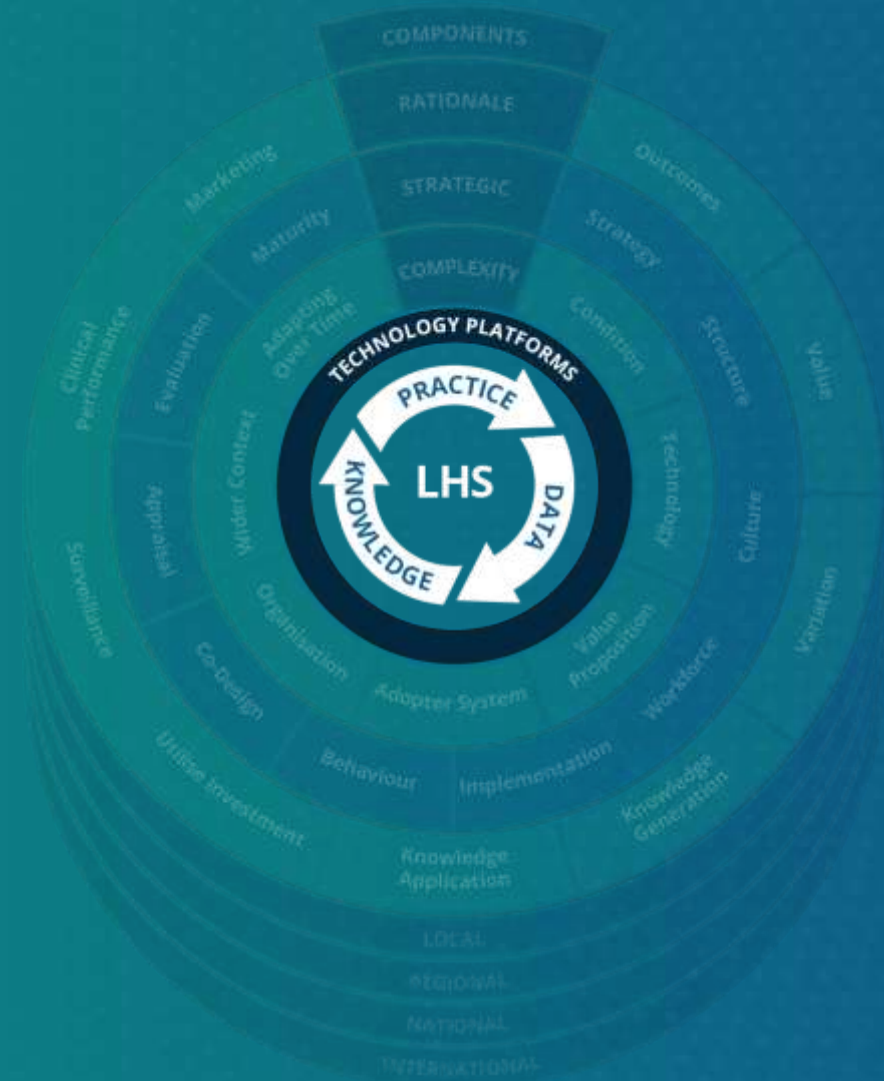 COMPONENTS
RATIONALE
STRATEGIC
COMPLEXITY
TECHNOLOGY PLATFORMS
PRACTICE
DATA
KNOWLEDGE
LHS
Condition
Technology
Value
Proposition
Adopter System
Organisation
Wider Context
Adapting
Over Time
Strategy
Structure
Culture
Workforce
Implementation
Behaviour
Co-Design
Appraisal
Evaluation
Maturity
Outcomes
Value
Variation
Knowledge
Generation
Knowledge
Application
Utilise Investment
Surveillance
Clinical
Performance
Marketing
LOCAL
REGIONAL
NATIONAL
INTERNATIONAL